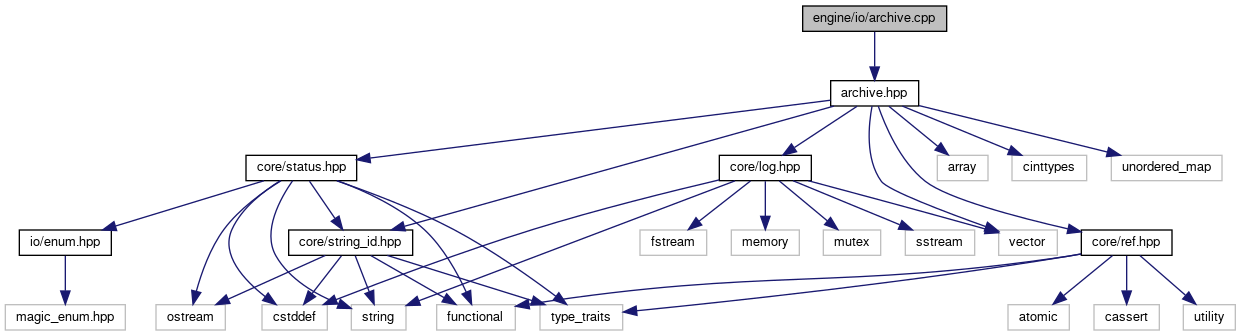 engine/io/archive.cpp
archive.hpp
core/status.hpp
core/log.hpp
array
cinttypes
unordered_map
io/enum.hpp
core/string_id.hpp
fstream
memory
mutex
sstream
vector
core/ref.hpp
magic_enum.hpp
ostream
cstddef
string
functional
type_traits
atomic
cassert
utility